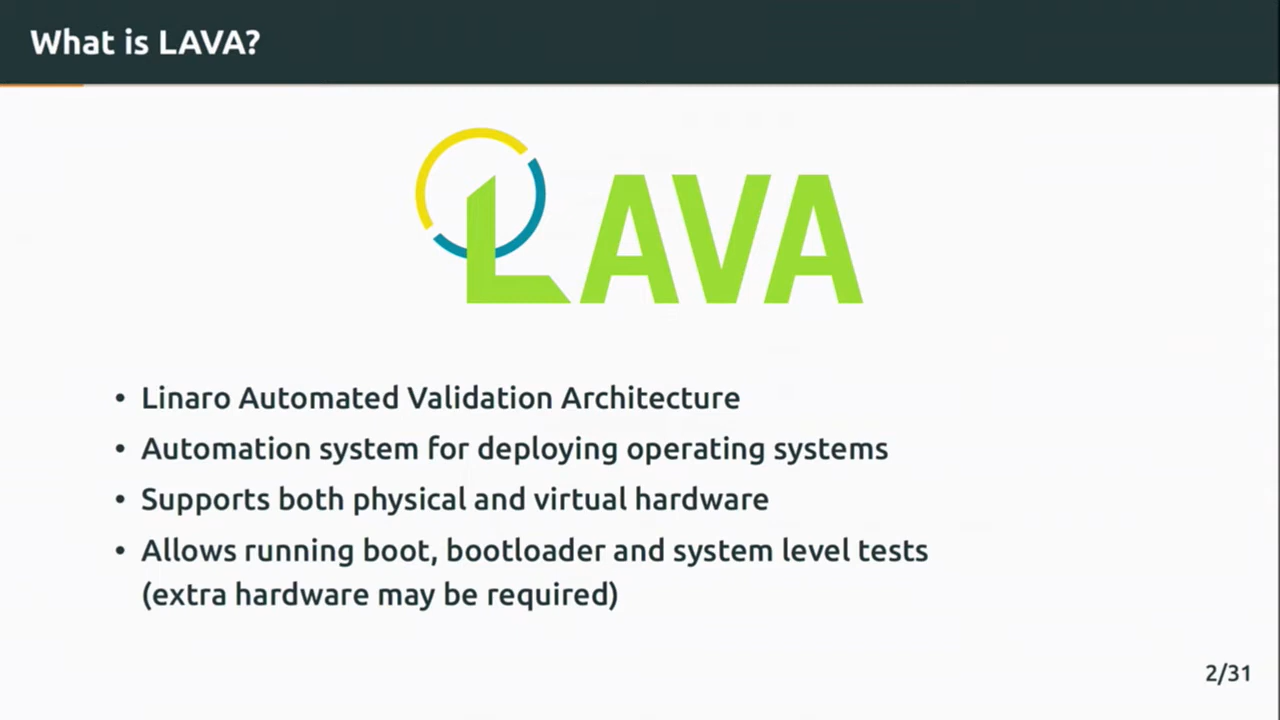 What is LAVA?
LAVA
• Linaro Automated Validation Architecture
• Automation system for deploying operating systems
• Supports both physical and virtual hardware
• Allows running boot, bootloader and system level tests
(extra hardware may be required)
2/31